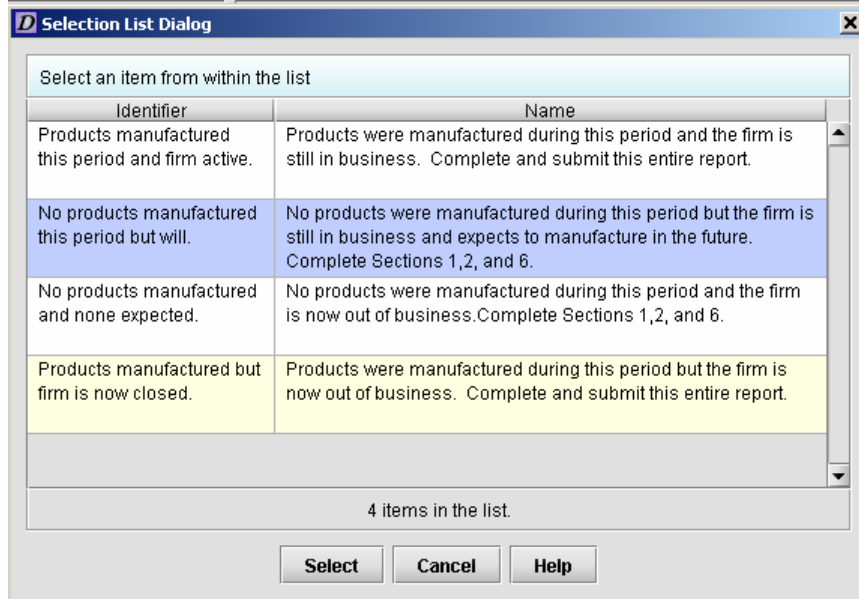 D Selection List Dialog
Select an item from within the list
Identifier Name
Products manufactured
this period and firm active.
Products were manufactured during this period and the firm is
still in business. Complete and submit this entire report.
No products manufactured
this period but will.
No products were manufactured during this period but the firm is
still in business and expects to manufacture in the future.
Complete Sections 1,2, and 6.
No products manufactured
and none expected.
No products were manufactured during this period and the firm
is now out of business.Complete Sections 1,2, and 6.
Products manufactured but
firm is now closed.
Products were manufactured during this period but the firm is
now out of business. Complete and submit this entire report.
4 items in the list.
Select Cancel Help